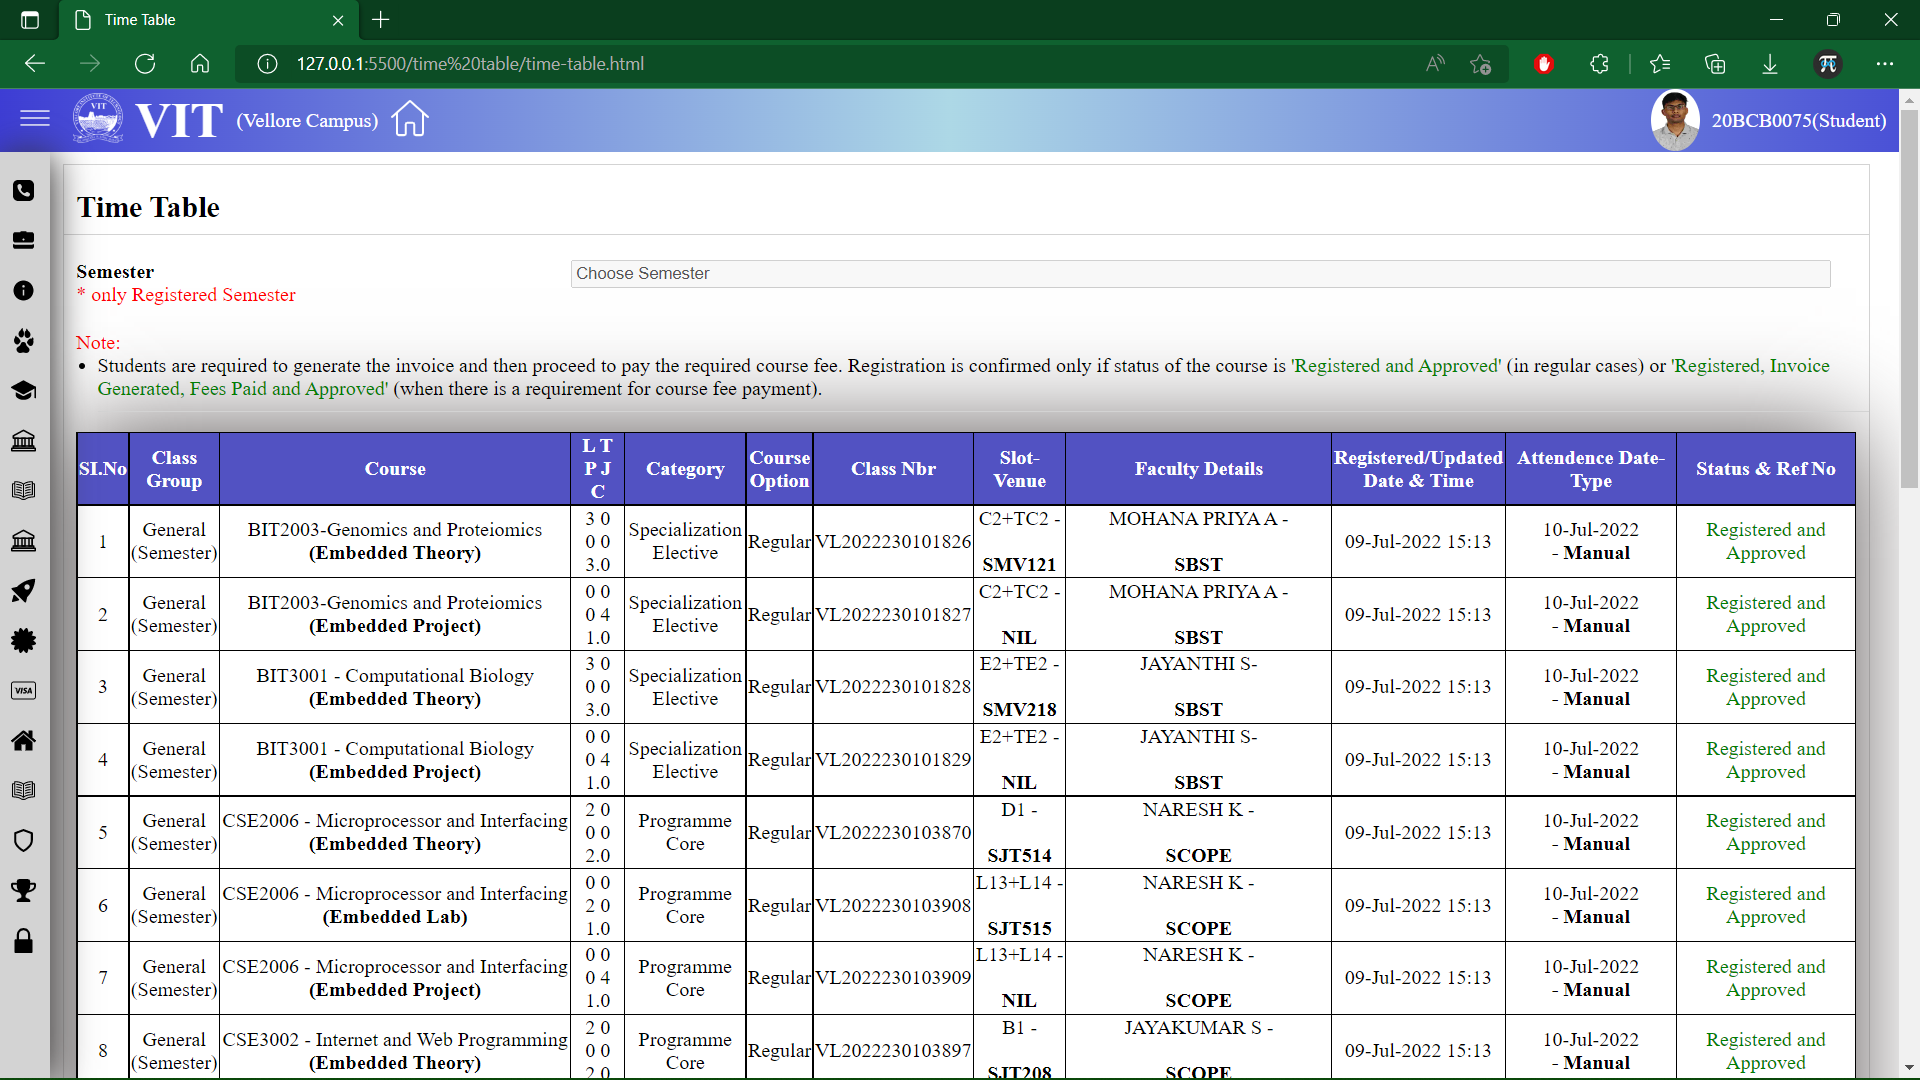 Time Table
127.0.0.1:5500/time%20table/time-table.html
VIT (Vellore Campus)
20BCB0075(Student)
Time Table
Semester
Choose Semester
* only Registered Semester
Note:
Students are required to generate the invoice and then proceed to pay the required course fee. Registration is confirmed only if status of the course is 'Registered and Approved' (in regular cases) or 'Registered, Invoice
Generated, Fees Paid and Approved' (when there is a requirement for course fee payment).
SI.No Class Group Course L T P J C Category Course Option Class Nbr Slot-Venue Faculty Details Registered/Updated Date & Time Attendence Date-Type Status & Ref No
1 General (Semester) BIT2003-Genomics and Proteiomics (Embedded Theory) 3 0 0 0 3.0 Specialization Elective Regular VL2022230101826 C2+TC2 - SMV121 MOHANA PRIYA A - SBST 09-Jul-2022 15:13 10-Jul-2022 - Manual Registered and Approved
2 General (Semester) BIT2003-Genomics and Proteiomics (Embedded Project) 0 0 0 4 1.0 Specialization Elective Regular VL2022230101827 C2+TC2 - NIL MOHANA PRIYA A - SBST 09-Jul-2022 15:13 10-Jul-2022 - Manual Registered and Approved
3 General (Semester) BIT3001 - Computational Biology (Embedded Theory) 3 0 0 0 3.0 Specialization Elective Regular VL2022230101828 E2+TE2 - SMV218 JAYANTHI S- SBST 09-Jul-2022 15:13 10-Jul-2022 - Manual Registered and Approved
4 General (Semester) BIT3001 - Computational Biology (Embedded Project) 0 0 0 4 1.0 Specialization Elective Regular VL2022230101829 E2+TE2 - NIL JAYANTHI S- SBST 09-Jul-2022 15:13 10-Jul-2022 - Manual Registered and Approved
5 General (Semester) CSE2006 - Microprocessor and Interfacing (Embedded Theory) 2 0 0 0 2.0 Programme Core Regular VL2022230103870 D1 - SJT514 NARESH K - SCOPE 09-Jul-2022 15:13 10-Jul-2022 - Manual Registered and Approved
6 General (Semester) CSE2006 - Microprocessor and Interfacing (Embedded Lab) 0 0 2 0 1.0 Programme Core Regular VL2022230103908 L13+L14 - SJT515 NARESH K - SCOPE 09-Jul-2022 15:13 10-Jul-2022 - Manual Registered and Approved
7 General (Semester) CSE2006 - Microprocessor and Interfacing (Embedded Project) 0 0 0 4 1.0 Programme Core Regular VL2022230103909 L13+L14 - NIL NARESH K - SCOPE 09-Jul-2022 15:13 10-Jul-2022 - Manual Registered and Approved
8 General (Semester) CSE3002 - Internet and Web Programming (Embedded Theory) 2 0 0 0 2.0 Programme Core Regular VL2022230103897 B1 - SJT208 JAYAKUMAR S - SCOPE 09-Jul-2022 15:13 10-Jul-2022 - Manual Registered and Approved
VISA